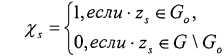 χ_s = { 1, если · z_s ∈ G_o,
0, если · z_s ∈ G \ G_o